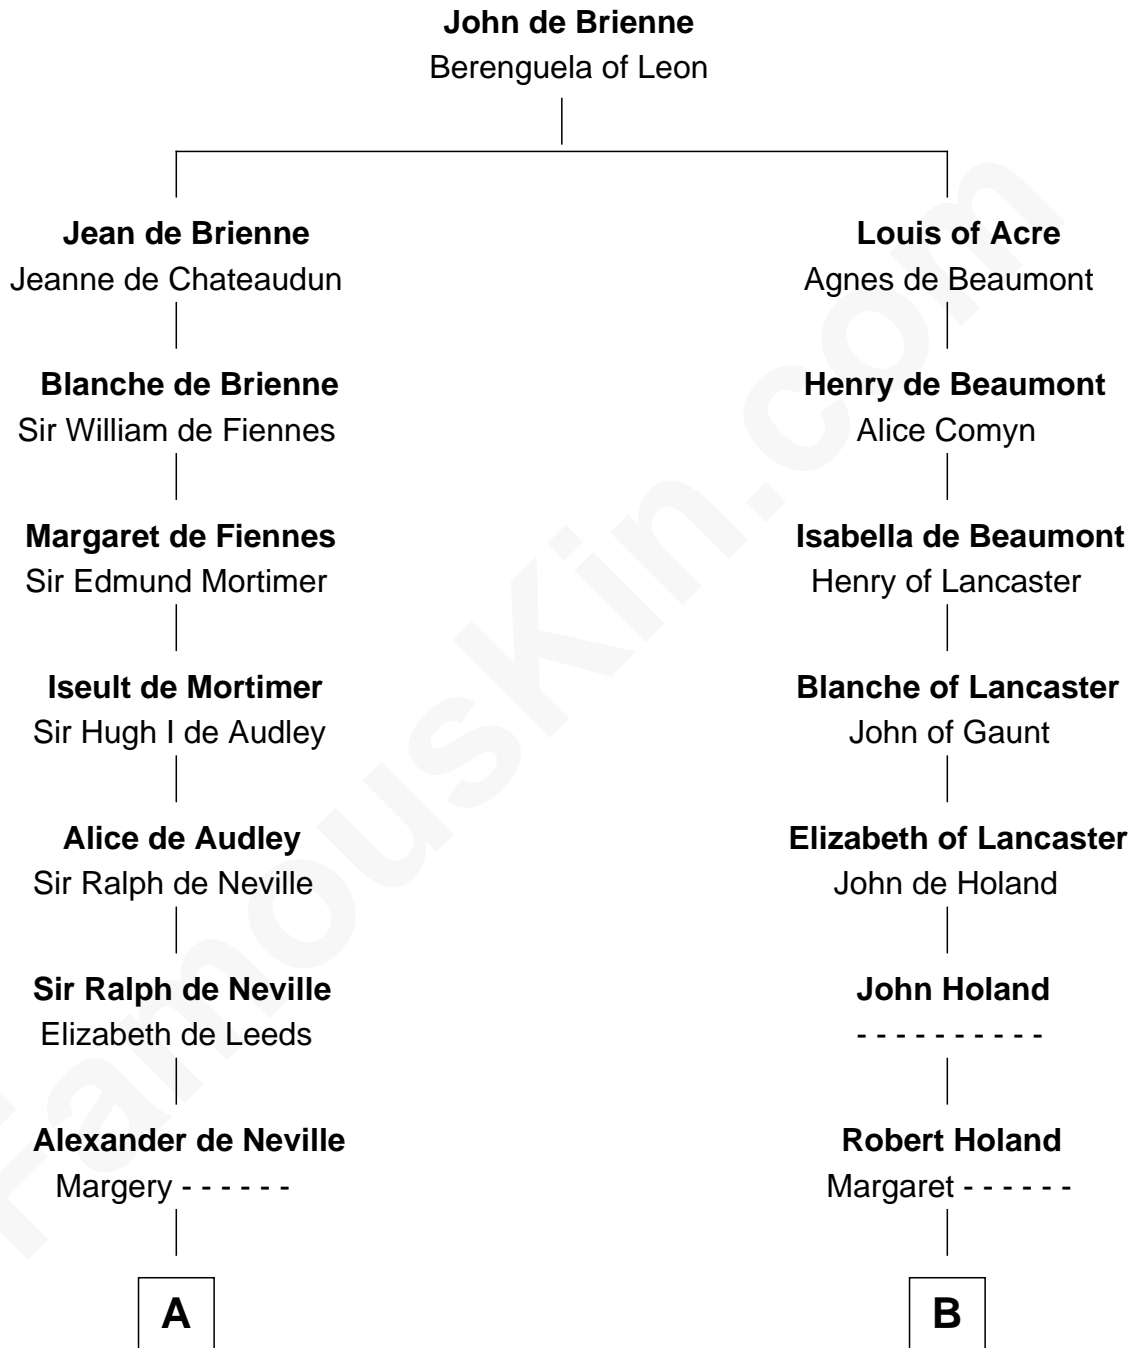 John de Brienne
Berenguela of Leon
Jean de Brienne
Jeanne de Chateaudun
Louis of Acre
Agnes de Beaumont
Blanche de Brienne
Sir William de Fiennes
Henry de Beaumont
Alice Comyn
Margaret de Fiennes
Sir Edmund Mortimer
Isabella de Beaumont
Henry of Lancaster
Iseult de Mortimer
Sir Hugh I de Audley
Blanche of Lancaster
John of Gaunt
Alice de Audley
Sir Ralph de Neville
Elizabeth of Lancaster
John de Holand
Sir Ralph de Neville
Elizabeth de Leeds
John Holand
- - - - - - - - - -
Alexander de Neville
Margery - - - - - -
Robert Holand
Margaret - - - - - -
A
B
FamousKin.com